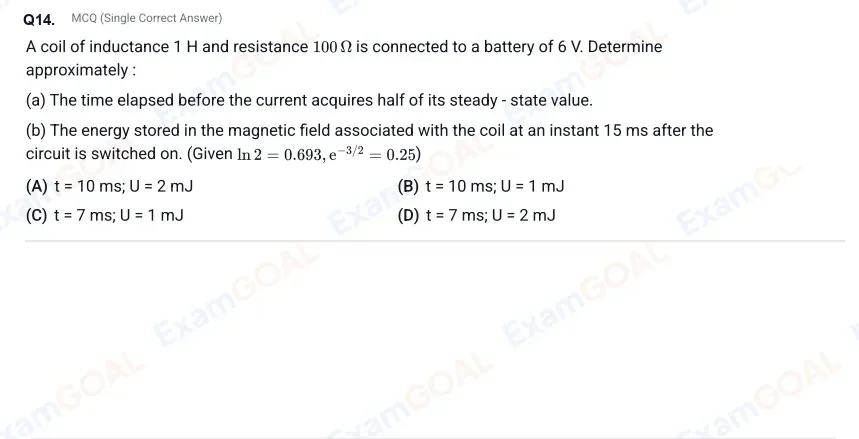 Q14. MCQ (Single Correct Answer)
A coil of inductance 1 H and resistance 100 Ω is connected to a battery of 6 V. Determine
approximately :
(a) The time elapsed before the current acquires half of its steady - state value.
(b) The energy stored in the magnetic field associated with the coil at an instant 15 ms after the
circuit is switched on. (Given ln 2 = 0.693, e^{-3/2} = 0.25)
(A) t = 10 ms; U = 2 mJ (B) t = 10 ms; U = 1 mJ
(C) t = 7 ms; U = 1 mJ (D) t = 7 ms; U = 2 mJ
ExamGOAL
ExamGOAL
ExamGOAL
ExamGOAL